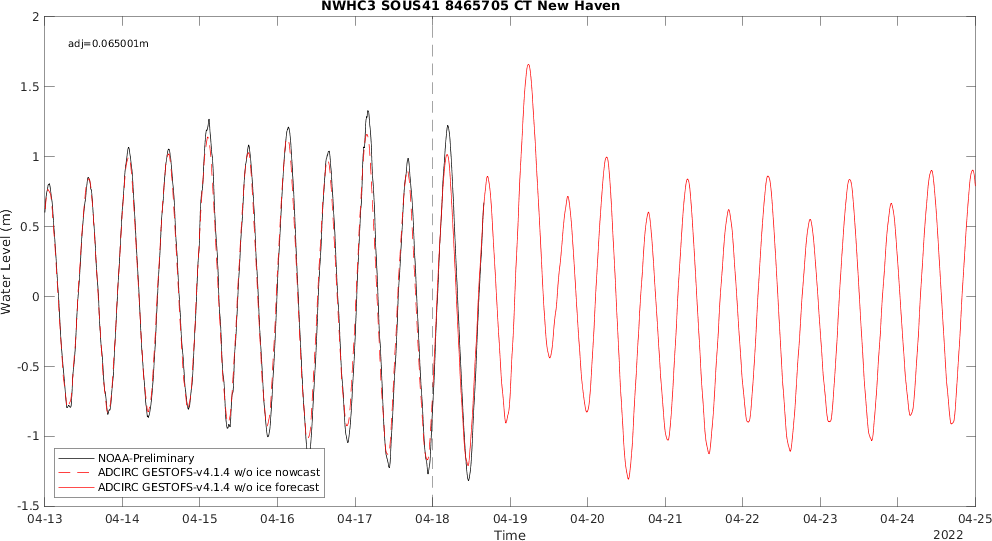 NWHC3 SOUS41 8465705 CT New Haven
2
adj=0.065001m
1.5
1
0.5
0
-0.5
-1
-1.5
Water Level (m)
NOAA-Preliminary
ADCIRC GESTOFS-v4.1.4 w/o ice nowcast
ADCIRC GESTOFS-v4.1.4 w/o ice forecast
04-13 04-14 04-15 04-16 04-17 04-18 04-19 04-20 04-21 04-22 04-23 04-24 04-25
Time
2022